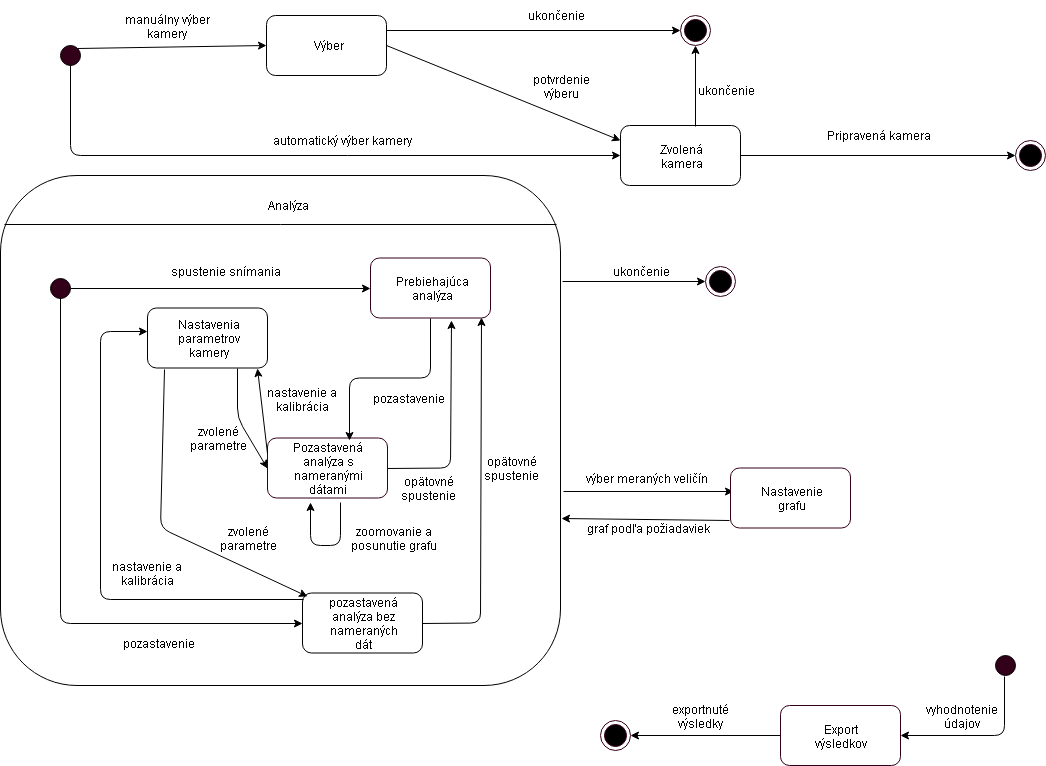 manuálny výber
kamery
Výber
ukončenie
potvrdenie
výberu
ukončenie
automatický výber kamery
Zvolená
kamera
Pripravená kamera
Analýza
spustenie snímania
Prebiehajúca
analýza
ukončenie
Nastavenia
parametrov
kamery
nastavenie a
kalibrácia
pozastavenie
zvolené
parametre
Pozastavená
analýza s
nameranými
dátami
opätovné
spustenie
opätovné
spustenie
výber meraných veličín
Nastavenie
grafu
graf podľa požiadaviek
zvolené
parametre
zoomovanie a
posunutie grafu
nastavenie a
kalibrácia
pozastavená
analýza bez
nameraných
dát
pozastavenie
exportnuté
výsledky
Export
výsledkov
vyhodnotenie
údajov